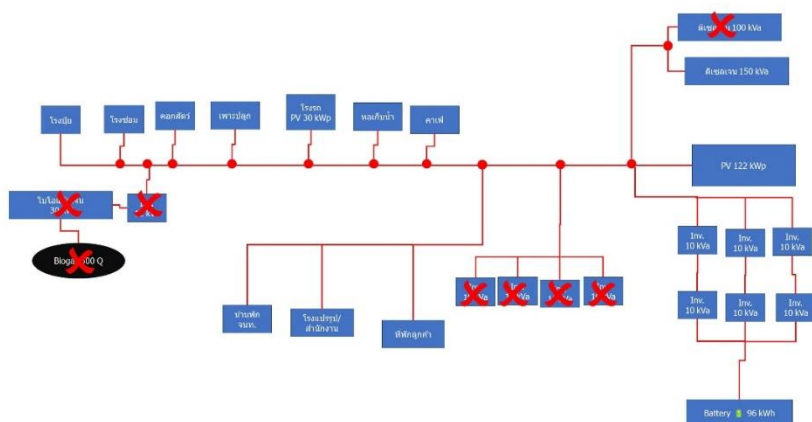 ดีเซลเจน 100 kVa
ดีเซลเจน 150 kVa
โรงปุ๋ย
โรงซ่อม
คอกสัตว์
เพาะปลูก
โรงรถ
PV 30 kWp
หอเก็บน้ำ
คาเฟ่
PV 122 kWp
Inv.
10 kVa
Inv.
10 kVa
Inv.
10 kVa
Inv.
10 kVa
Inv.
10 kVa
Inv.
10 kVa
บ้านพัก
จนท.
โรงแปรรูป/
สำนักงาน
ที่พักลูกค้า
Battery 96 kWh